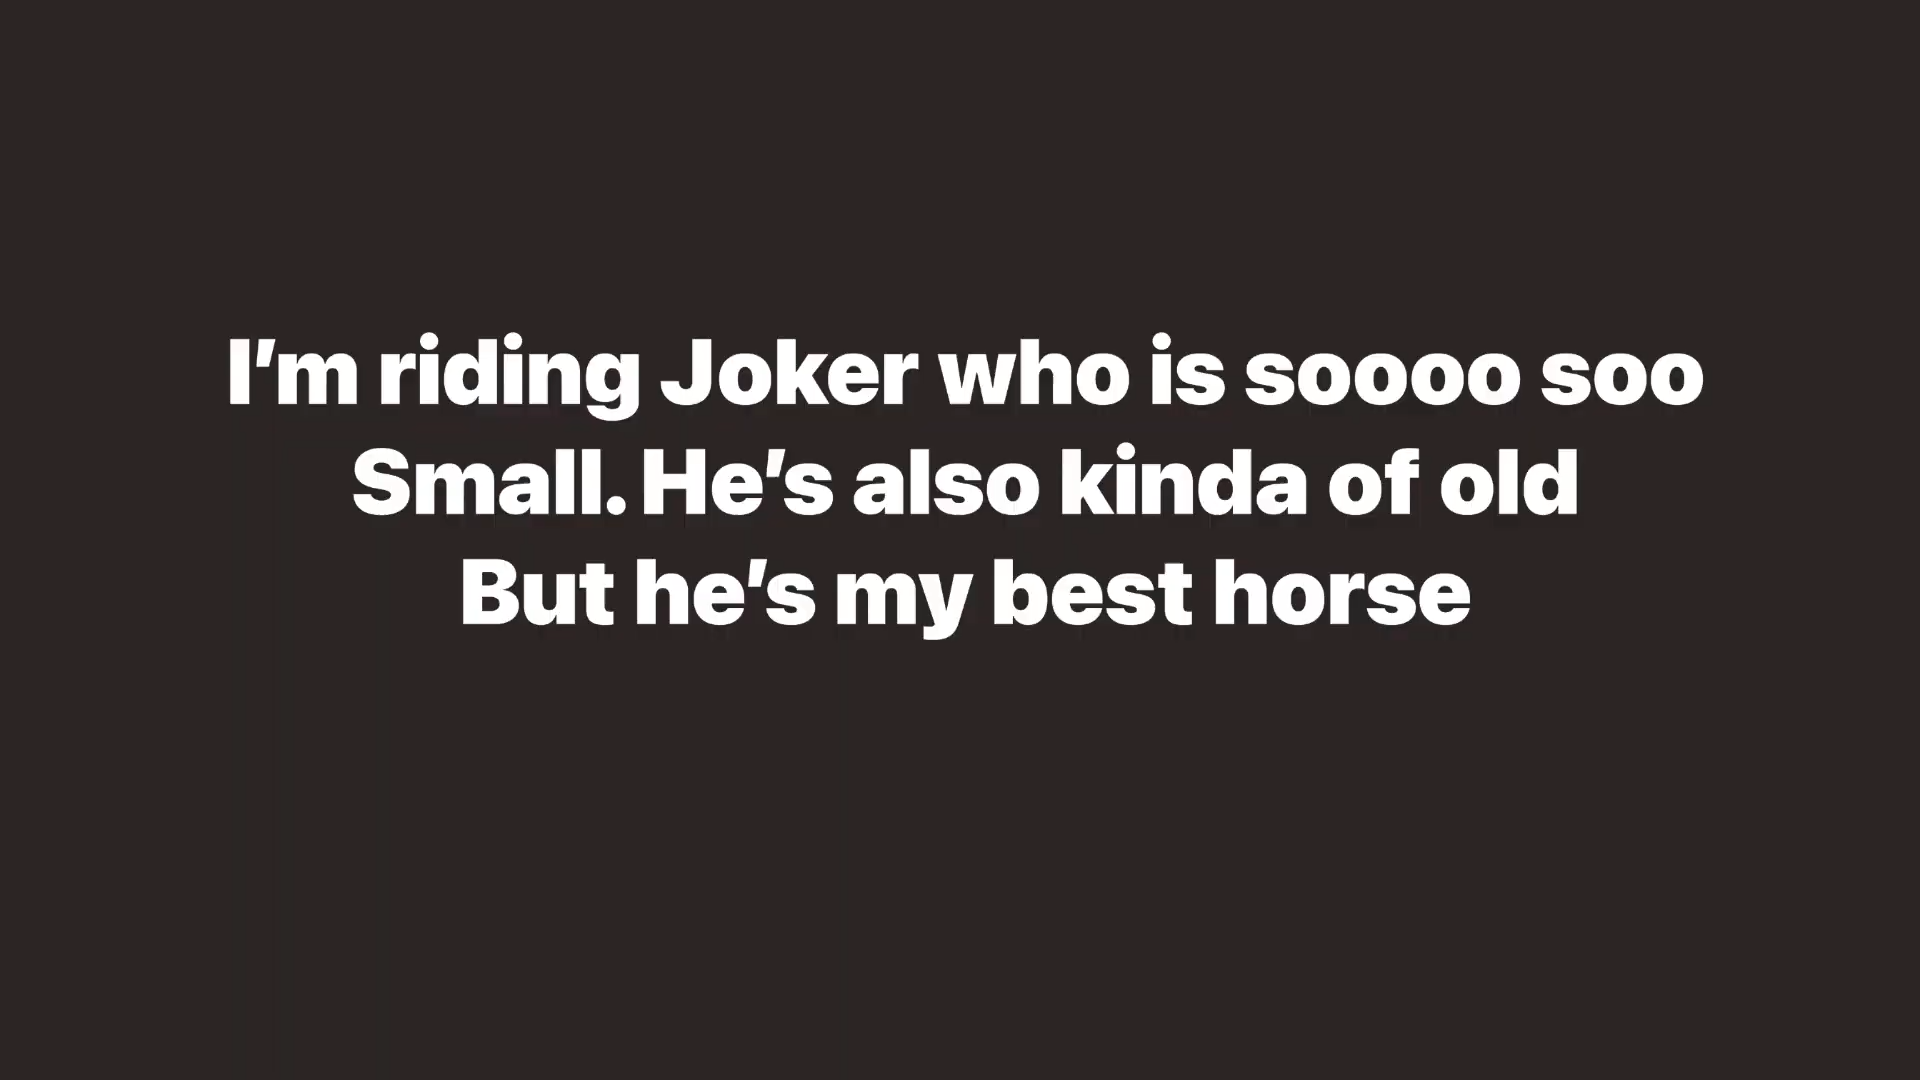 I'm riding Joker who is soooo soo
Small. He's also kinda of old
But he's my best horse